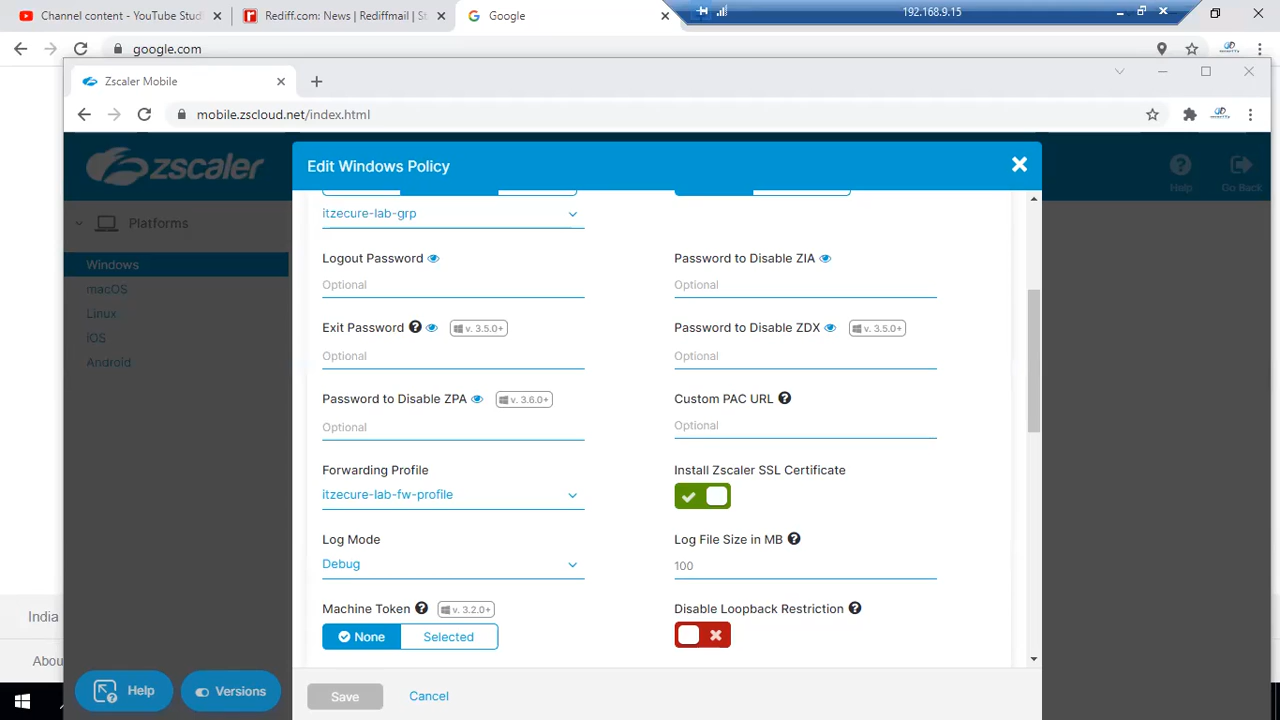 Channel content - YouTube Stud
Rediff.com: News | Rediffmail | St
Google
192.168.9.15
google.com
Zscaler Mobile
mobile.zscloud.net/index.html
zscaler
Help
Go Back
Edit Windows Policy
Platforms
Windows
macOS
Linux
iOS
Android
itzecure-lab-grp
Logout Password
Optional
Password to Disable ZIA
Optional
Exit Password v. 3.5.0+
Optional
Password to Disable ZDX v. 3.5.0+
Optional
Password to Disable ZPA v. 3.6.0+
Optional
Custom PAC URL
Optional
Forwarding Profile
itzecure-lab-fw-profile
Install Zscaler SSL Certificate
Log Mode
Debug
Log File Size in MB
100
Machine Token v. 3.2.0+
None Selected
Disable Loopback Restriction
India
Abou
Help
Versions
Save
Cancel